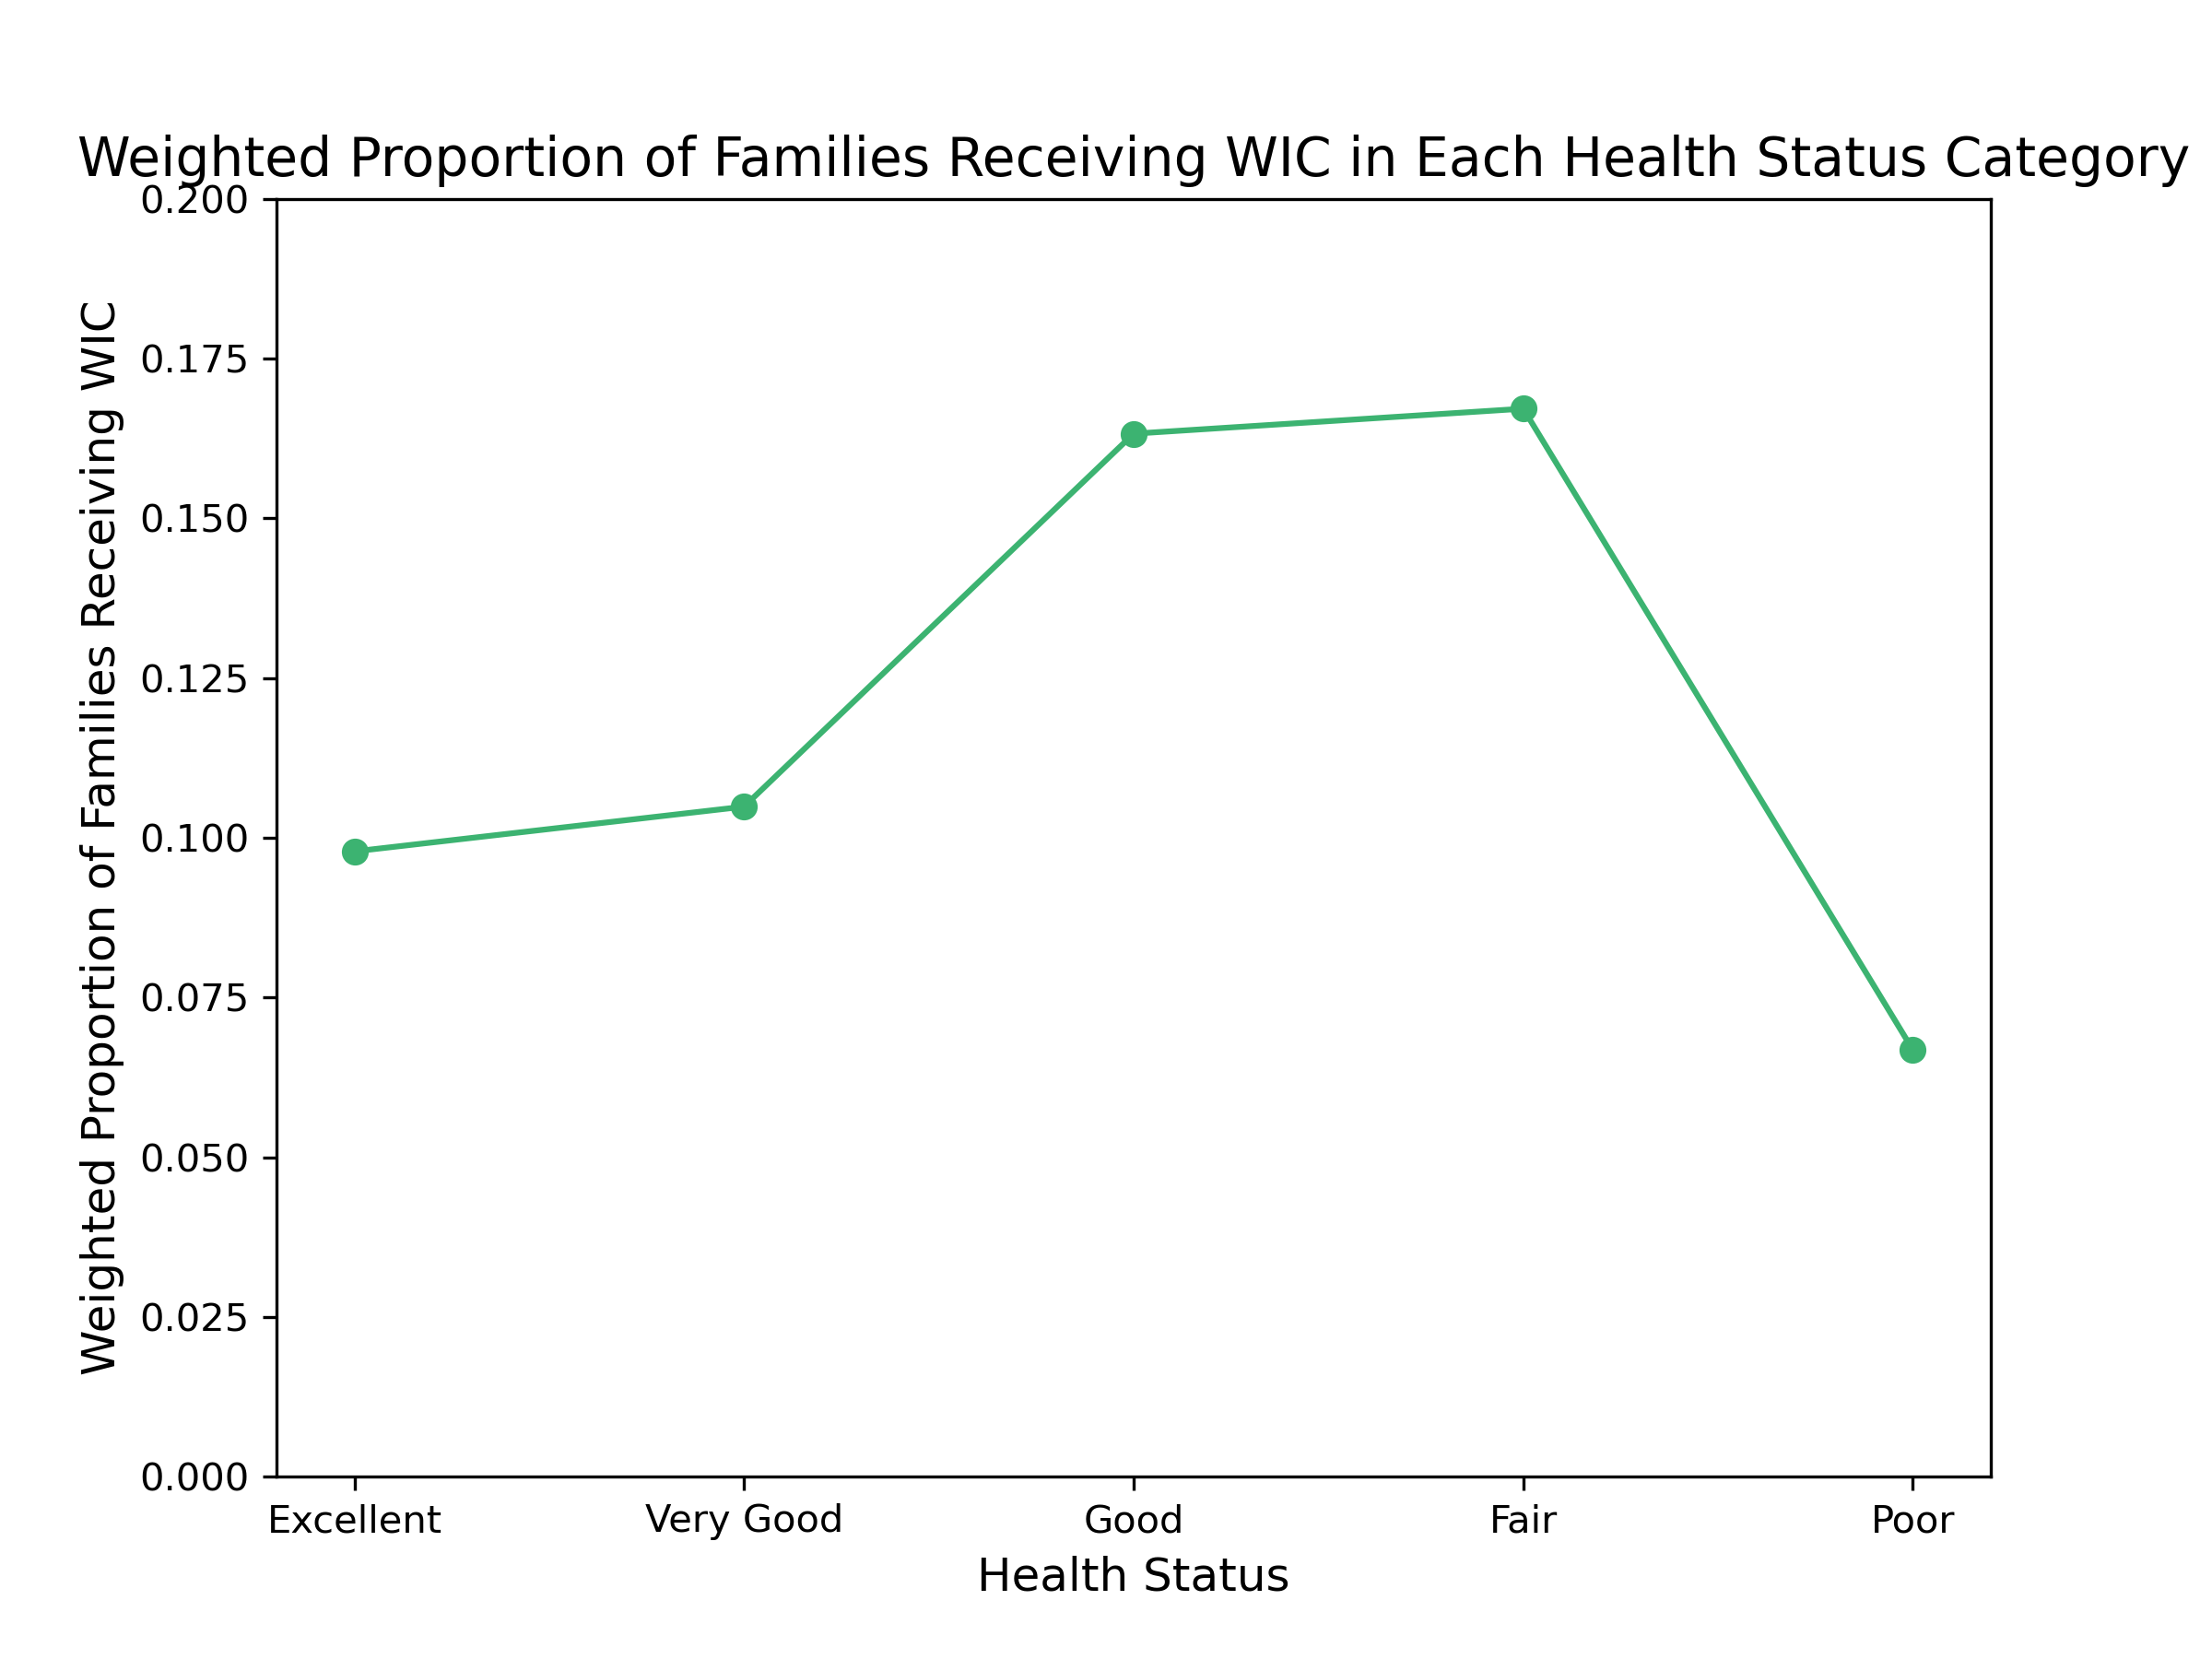 Weighted Proportion of Families Receiving WIC in Each Health Status Category
Weighted Proportion of Families Receiving WIC
0.200
0.175
0.150
0.125
0.100
0.075
0.050
0.025
0.000
Excellent
Very Good
Good
Fair
Poor
Health Status